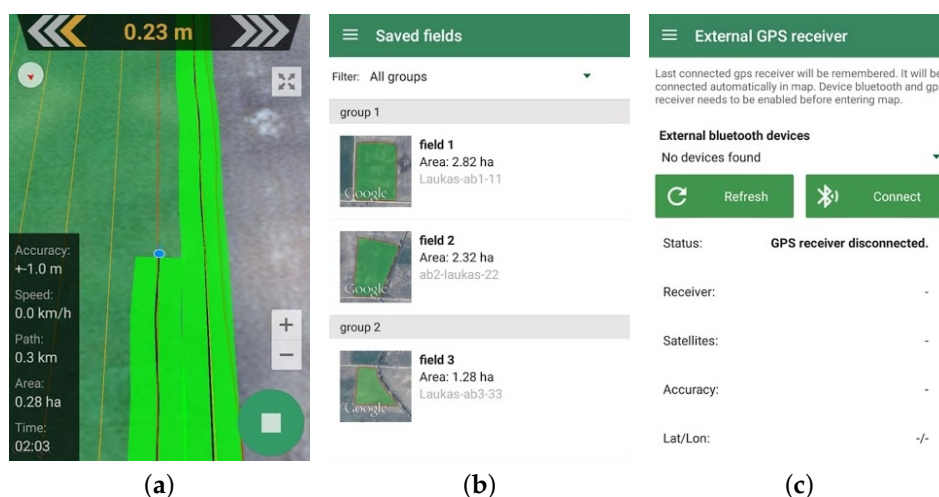 0.23 m
Accuracy:
+-1.0 m
Speed:
0.0 km/h
Path:
0.3 km
Area:
0.28 ha
Time:
02:03
+
−
(a)
Saved fields
Filter: All groups
group 1
field 1
Area: 2.82 ha
Laukas-ab1-11
Google
field 2
Area: 2.32 ha
ab2-laukas-22
Google
group 2
field 3
Area: 1.28 ha
Laukas-ab3-33
Google
(b)
External GPS receiver
Last connected gps receiver will be remembered. It will be
connected automatically in map. Device bluetooth and gp
receiver needs to be enabled before entering map.
External bluetooth devices
No devices found
Refresh Connect
Status: GPS receiver disconnected.
Receiver: -
Satellites: -
Accuracy: -
Lat/Lon: -/-
(c)